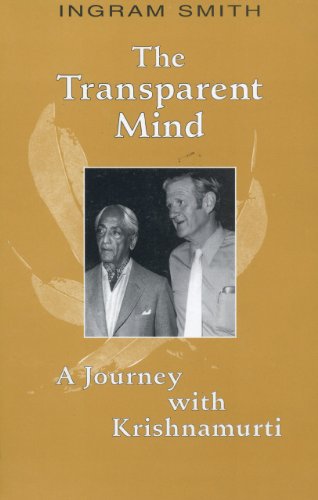 INGRAM SMITH
The
Transparent
Mind
A Journey
with
Krishnamurti